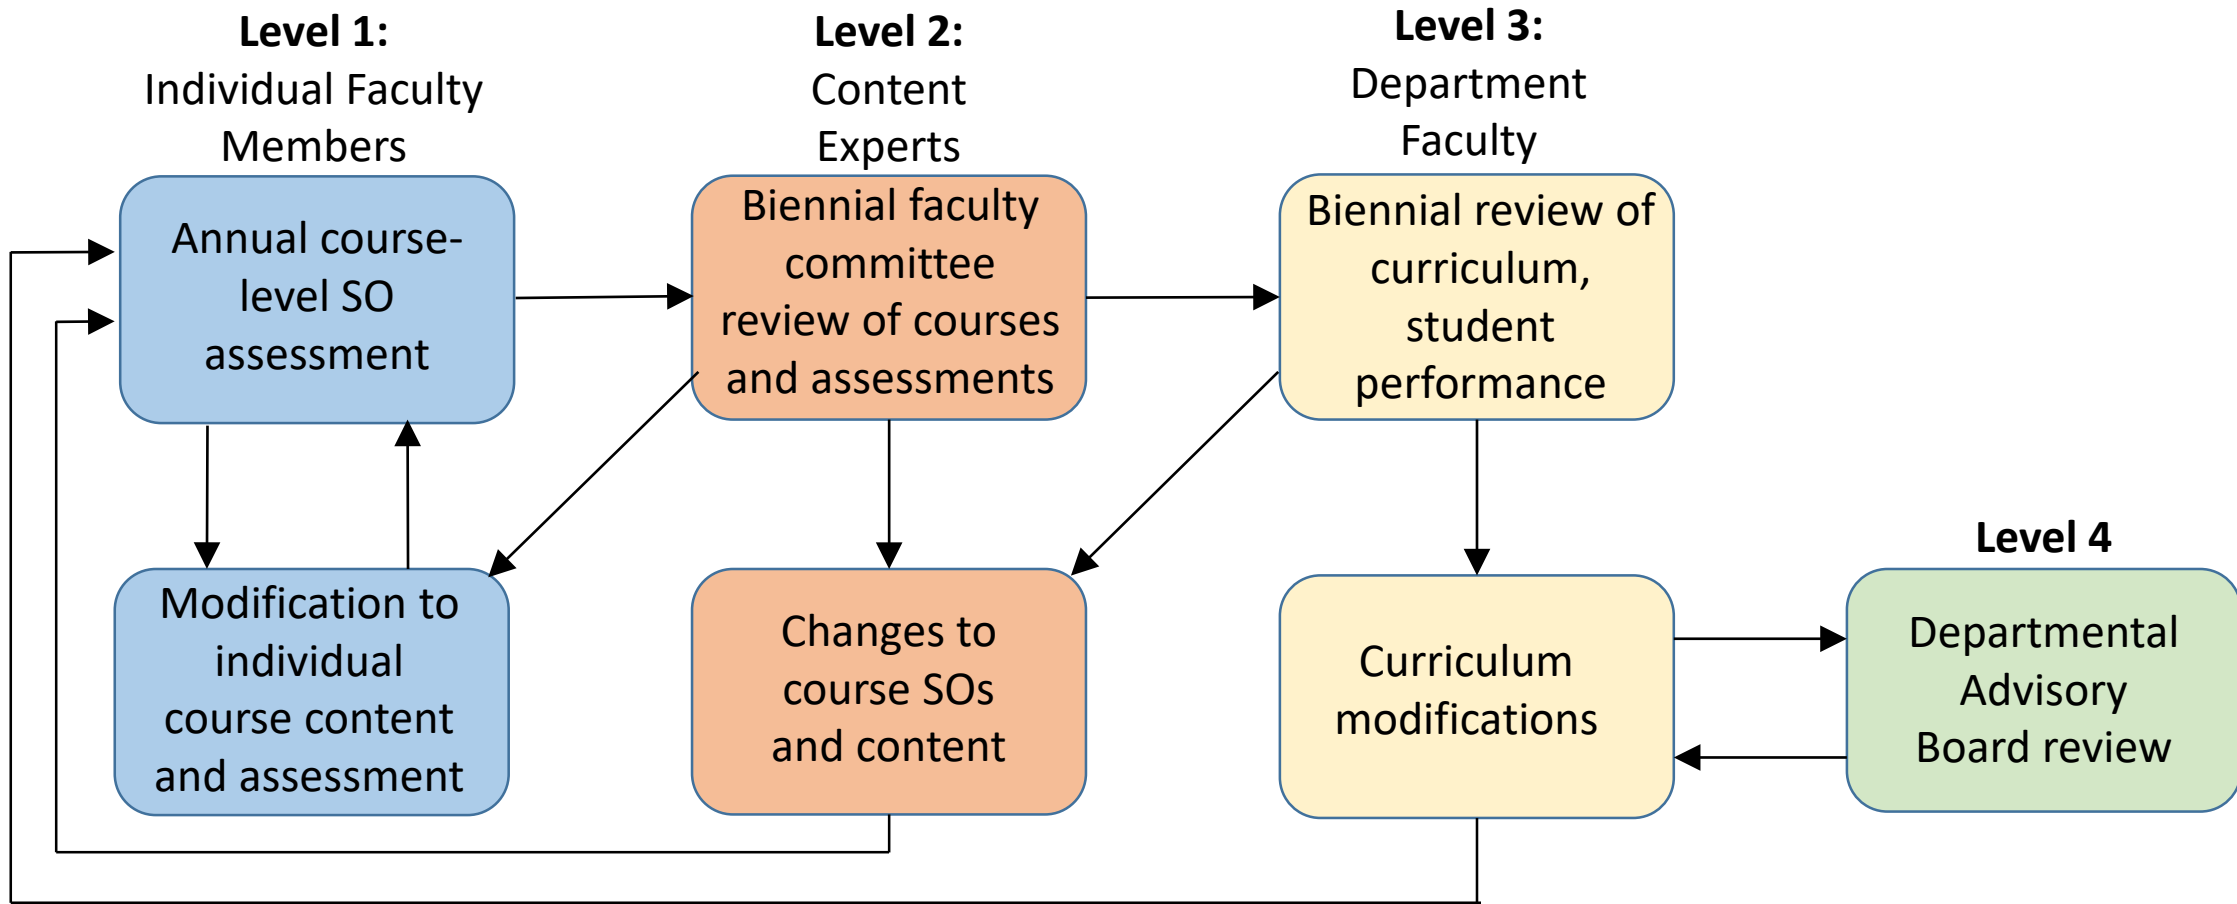 Level 1:
Individual Faculty
Members
Level 2:
Content
Experts
Level 3:
Department
Faculty
Annual course-
level SO
assessment
Biennial faculty
committee
review of courses
and assessments
Biennial review of
curriculum,
student
performance
Level 4
Modification to
individual
course content
and assessment
Changes to
course SOs
and content
Curriculum
modifications
Departmental
Advisory
Board review